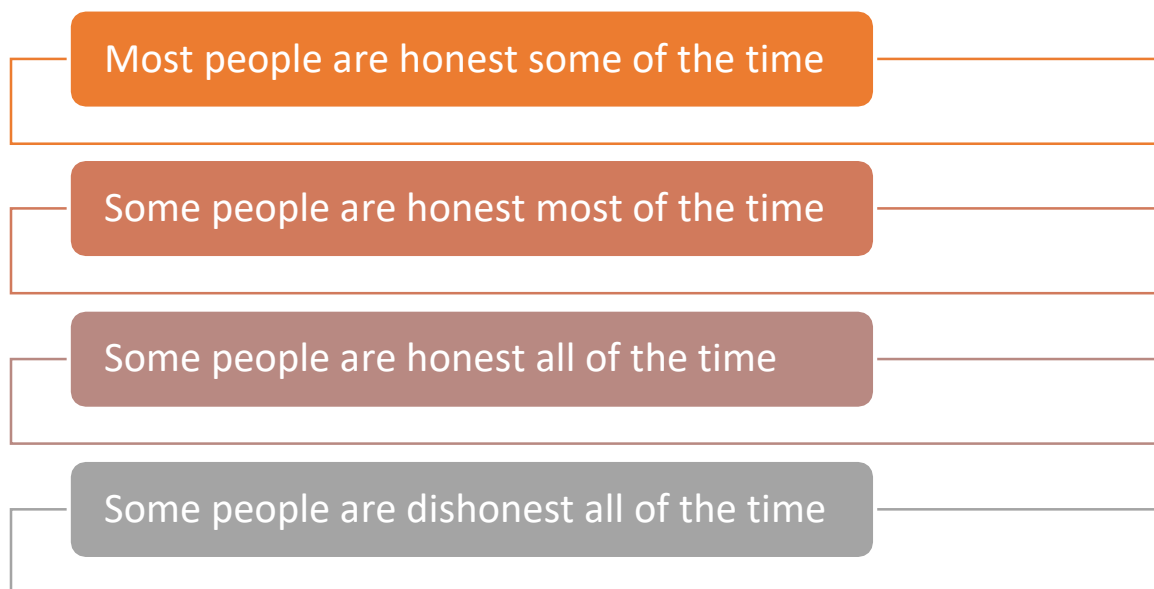 Most people are honest some of the time
Some people are honest most of the time
Some people are honest all of the time
Some people are dishonest all of the time